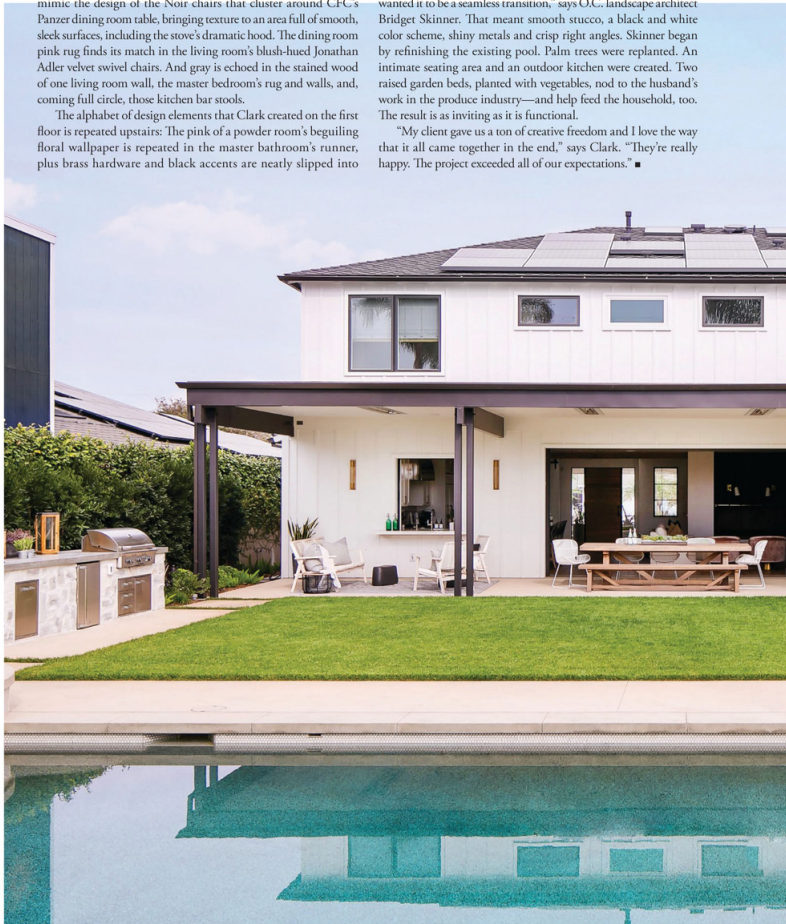 mimic the design of the Noir chairs that cluster around CFC's
Panzer dining room table, bringing texture to an area full of smooth,
sleek surfaces, including the stove's dramatic hood. The dining room
pink rug finds its match in the living room's blush-hued Jonathan
Adler velvet swivel chairs. And gray is echoed in the stained wood
of one living room wall, the master bedroom's rug and walls, and,
coming full circle, those kitchen bar stools.
The alphabet of design elements that Clark created on the first
floor is repeated upstairs: The pink of a powder room's beguiling
floral wallpaper is repeated in the master bathroom's runner,
plus brass hardware and black accents are neatly slipped into
wanted it to be a seamless transition,” says O.C. landscape architect
Bridget Skinner. That meant smooth stucco, a black and white
color scheme, shiny metals and crisp right angles. Skinner began
by refinishing the existing pool. Palm trees were replanted. An
intimate seating area and an outdoor kitchen were created. Two
raised garden beds, planted with vegetables, nod to the husband's
work in the produce industry—and help feed the household, too.
The result is as inviting as it is functional.
“My client gave us a ton of creative freedom and I love the way
that it all came together in the end,” says Clark. “They're really
happy. The project exceeded all of our expectations.” ■